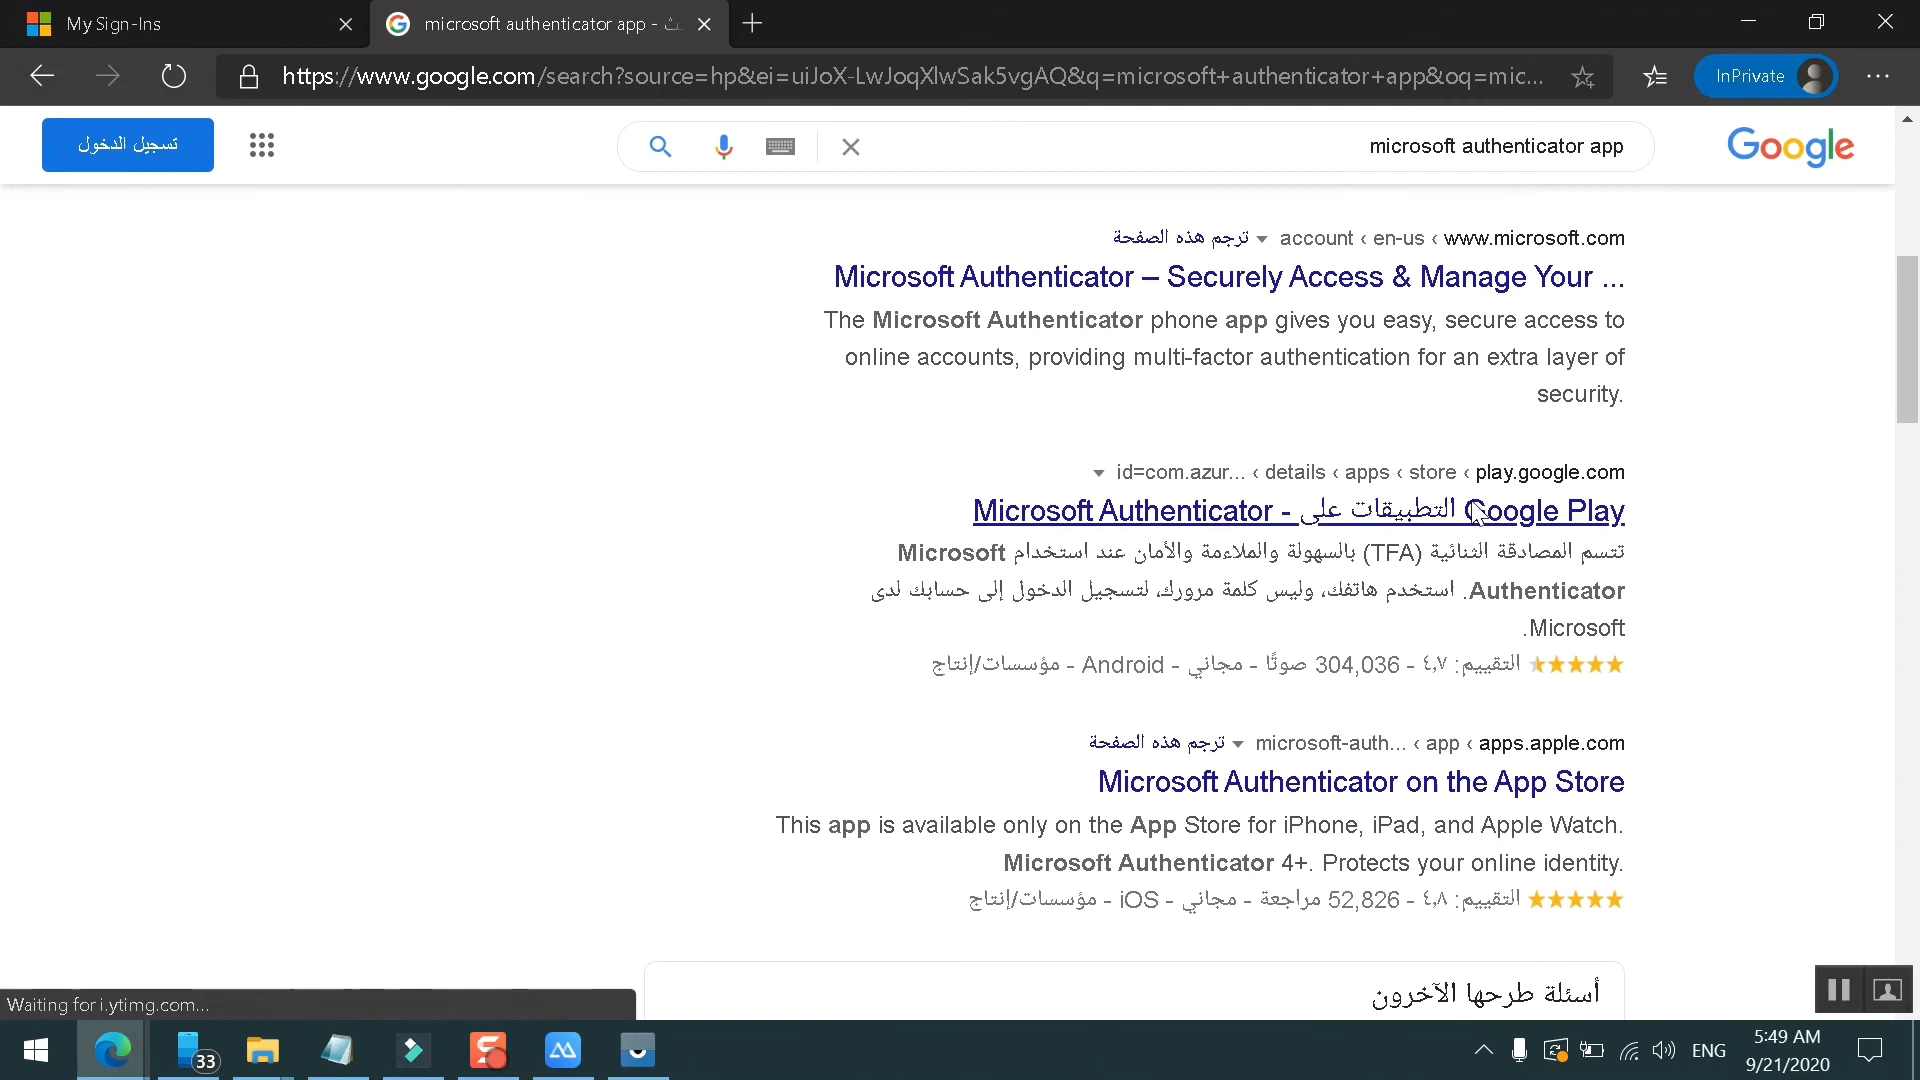 My Sign-Ins
microsoft authenticator app -
https://www.google.com/search?source=hp&ei=uiJoX-LwJoqXlwSak5vgAQ&q=microsoft+authenticator+app&oq=mic...
InPrivate
تسجيل الدخول
microsoft authenticator app
Google
www.microsoft.com › en-us › account ترجم هذه الصفحة
Microsoft Authenticator – Securely Access & Manage Your ...
The Microsoft Authenticator phone app gives you easy, secure access to
online accounts, providing multi-factor authentication for an extra layer of
security.
play.google.com › store › apps › details › id=com.azur...
Microsoft Authenticator - التطبيقات على Google Play
تتسم المصادقة الثنائية (TFA) بالسهولة والملاءمة والأمان عند استخدام Microsoft
Authenticator. استخدم هاتفك، وليس كلمة مرورك، لتسجيل الدخول إلى حسابك لدى
Microsoft.
التقييم: ٤٫٧ - 304,036 صوتًا - مجاني - Android - مؤسسات/إنتاج
apps.apple.com › app › microsoft-auth... ترجم هذه الصفحة
Microsoft Authenticator on the App Store
This app is available only on the App Store for iPhone, iPad, and Apple Watch.
Microsoft Authenticator 4+. Protects your online identity.
التقييم: ٤٫٨ - 52,826 مراجعة - مجاني - iOS - مؤسسات/إنتاج
أسئلة طرحها الآخرون
Waiting for i.ytimg.com...
33
ENG
5:49 AM
9/21/2020